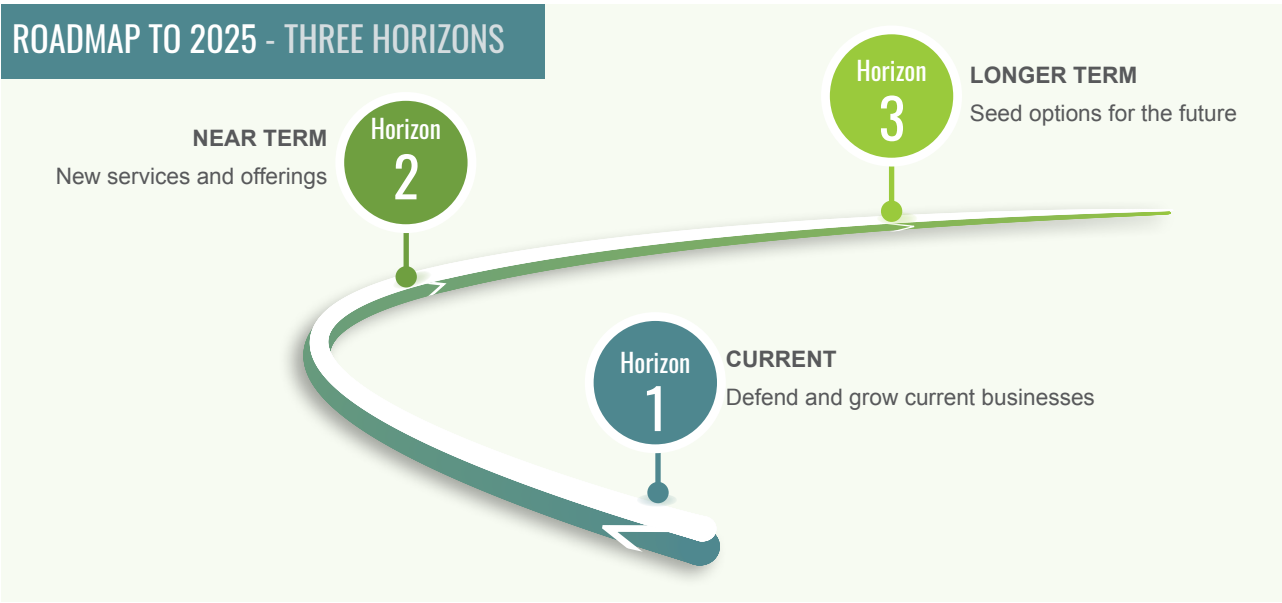 ROADMAP TO 2025 - THREE HORIZONS
Horizon
3
LONGER TERM
Seed options for the future
Horizon
2
NEAR TERM
New services and offerings
Horizon
1
CURRENT
Defend and grow current businesses